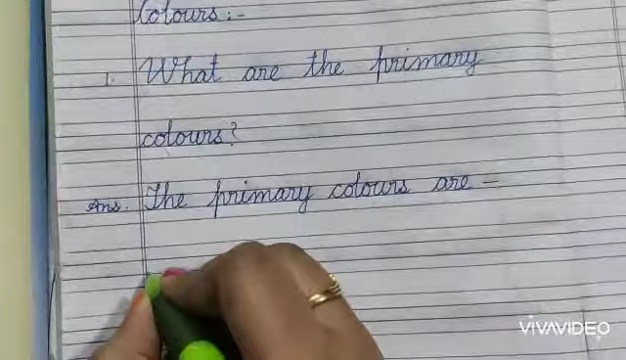 Colours:-
1. What are the primary
colours?
Ans. The primary colours are -
VIVAVIDEO